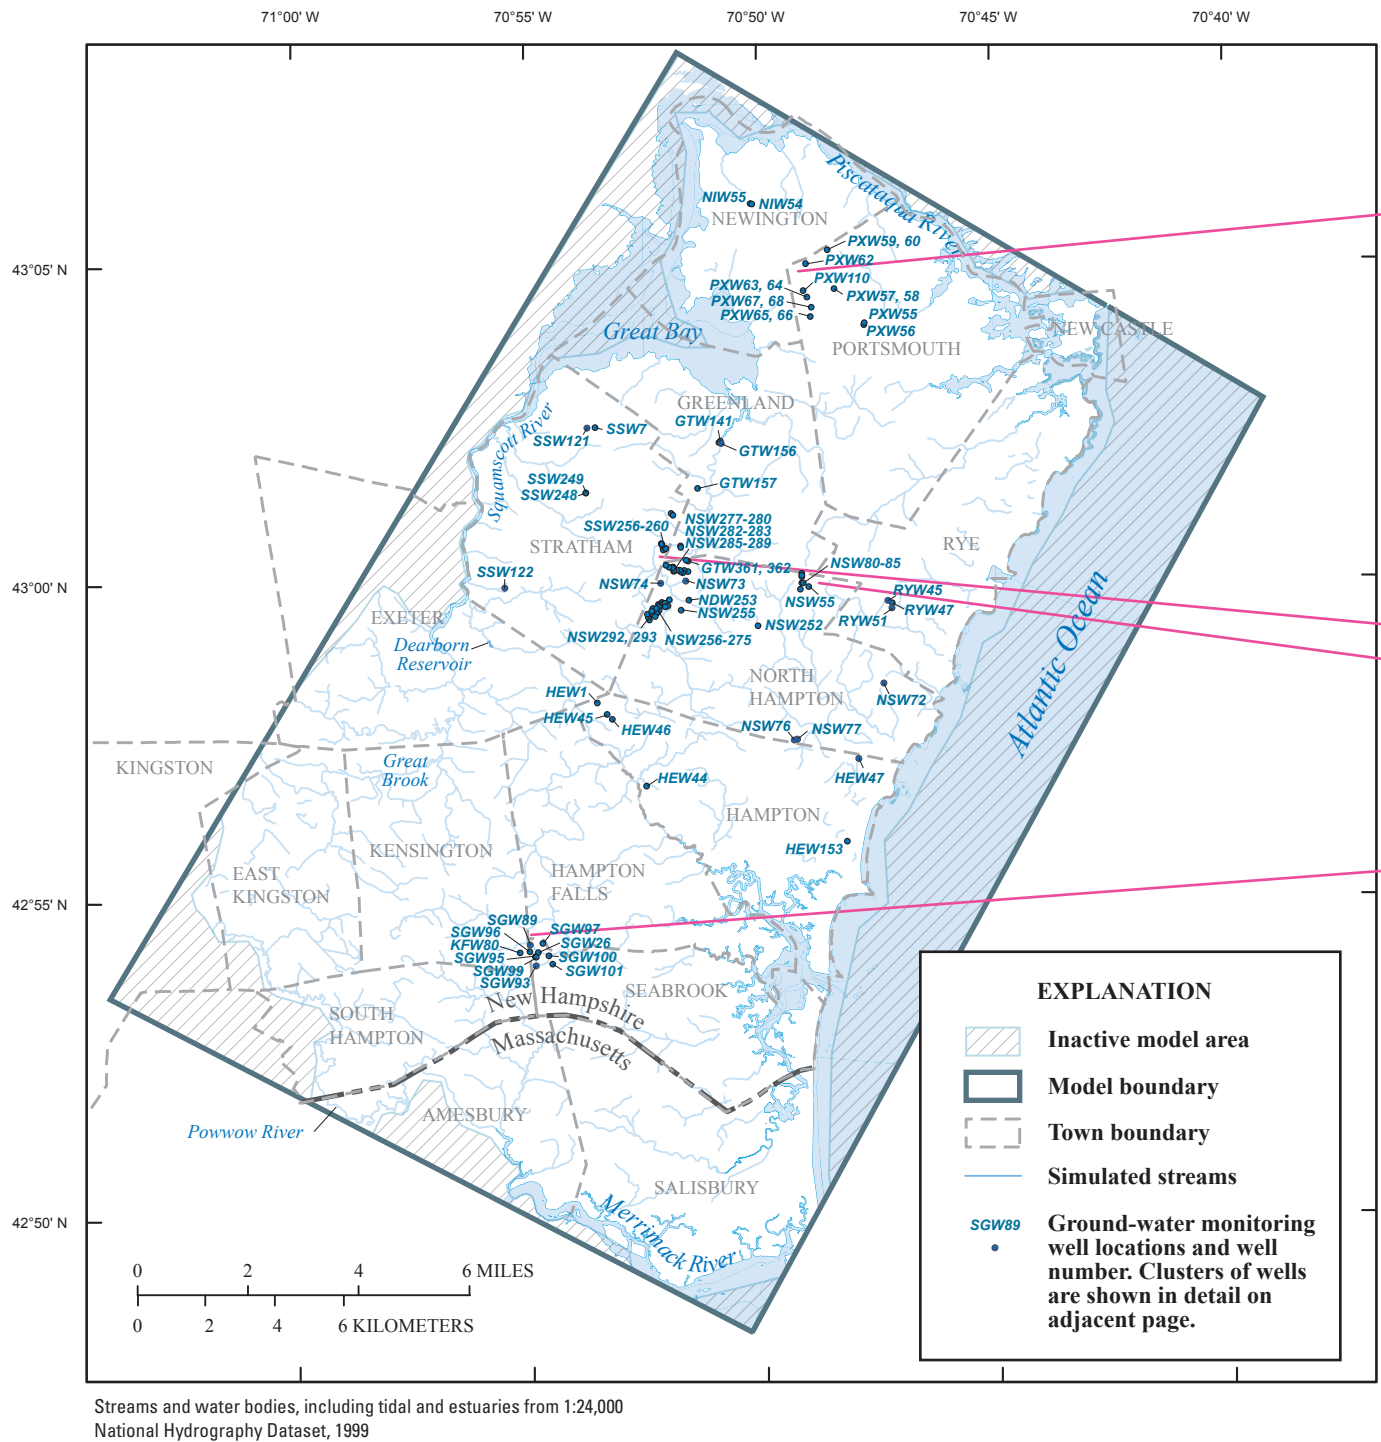 71°00' W
70°55' W
70°50' W
70°45' W
70°40' W
43°05' N
43°00' N
42°55' N
42°50' N
Piscataqua River
NIW55
NIW54
NEWINGTON
PXW59, 60
PXW62
PXW110
PXW63, 64
PXW67, 68
PXW65, 66
PXW57, 58
PXW55
PXW56
NEW CASTLE
PORTSMOUTH
Great Bay
GREENLAND
GTW141
GTW156
GTW157
Squamscott River
SSW7
SSW121
SSW249
SSW248
SSW256-260
STRATHAM
NSW277-280
NSW282-283
NSW285-289
GTW361, 362
RYE
NSW80-85
SSW122
NSW74
NSW73
NDW253
NSW255
NSW55
RYW45
RYW47
RYW51
NSW252
EXETER
NSW292, 293
NSW256-275
Dearborn
Reservoir
NORTH
HAMPTON
Atlantic Ocean
HEW1
HEW45
HEW46
NSW72
NSW76
NSW77
HEW47
HEW44
KINGSTON
Great
Brook
HAMPTON
HEW153
KENSINGTON
EAST
KINGSTON
HAMPTON
FALLS
SGW89
SGW96
KFW80
SGW95
SGW99
SGW93
SGW97
SGW26
SGW100
SGW101
SEABROOK
New Hampshire
Massachusetts
SOUTH
HAMPTON
AMESBURY
Powwow River
SALISBURY
Merrimack River
0 2 4 6 MILES
0 2 4 6 KILOMETERS
EXPLANATION
Inactive model area
Model boundary
Town boundary
Simulated streams
SGW89
Ground-water monitoring
well locations and well
number. Clusters of wells
are shown in detail on
adjacent page.
Streams and water bodies, including tidal and estuaries from 1:24,000
National Hydrography Dataset, 1999